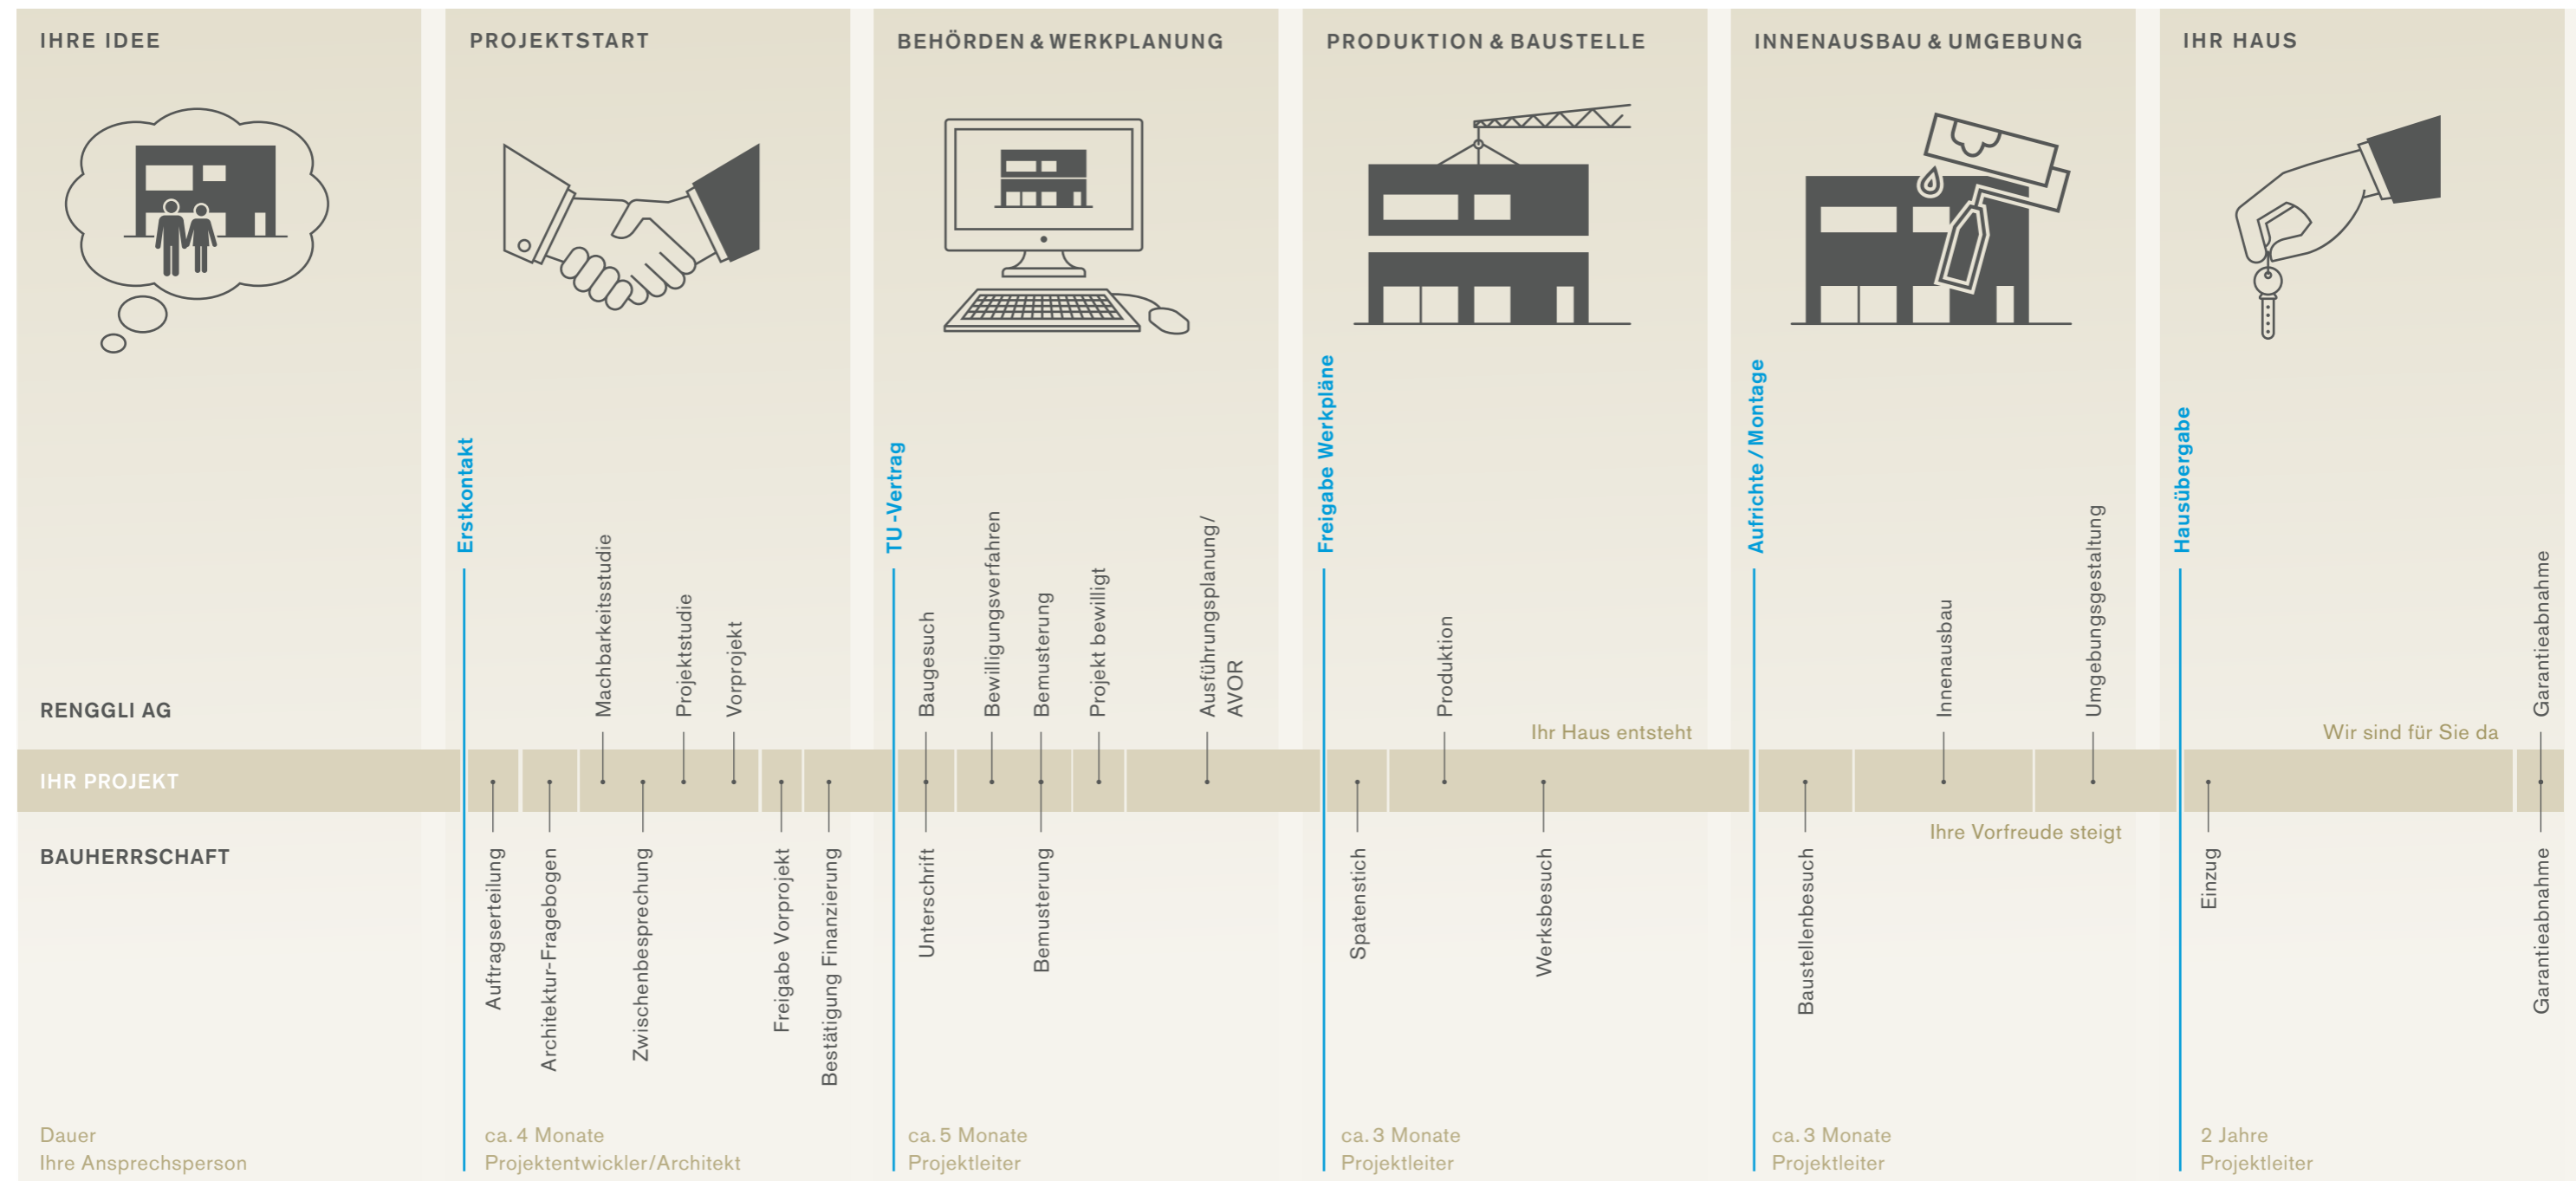 IHRE IDEE
PROJEKTSTART
BEHÖRDEN & WERKPLANUNG
PRODUKTION & BAUSTELLE
INNENAUSBAU & UMGEBUNG
IHR HAUS
Erstkontakt
TU-Vertrag
Freigabe Werkpläne
Aufrichte / Montage
Hausübergabe
RENGGLI AG
Machbarkeitsstudie
Projektstudie
Vorprojekt
Baugesuch
Bewilligungsverfahren
Bemusterung
Projekt bewilligt
Ausführungsplanung/
AVOR
Produktion
Ihr Haus entsteht
Innenausbau
Umgebungsgestaltung
Wir sind für Sie da
Garantieabnahme
IHR PROJEKT
BAUHERRSCHAFT
Auftragserteilung
Architektur-Fragebogen
Zwischenbesprechung
Freigabe Vorprojekt
Bestätigung Finanzierung
Unterschrift
Bemusterung
Spatenstich
Werksbesuch
Baustellenbesuch
Ihre Vorfreude steigt
Einzug
Garantieabnahme
Dauer
Ihre Ansprechsperson
ca. 4 Monate
Projektentwickler/Architekt
ca. 5 Monate
Projektleiter
ca. 3 Monate
Projektleiter
ca. 3 Monate
Projektleiter
2 Jahre
Projektleiter